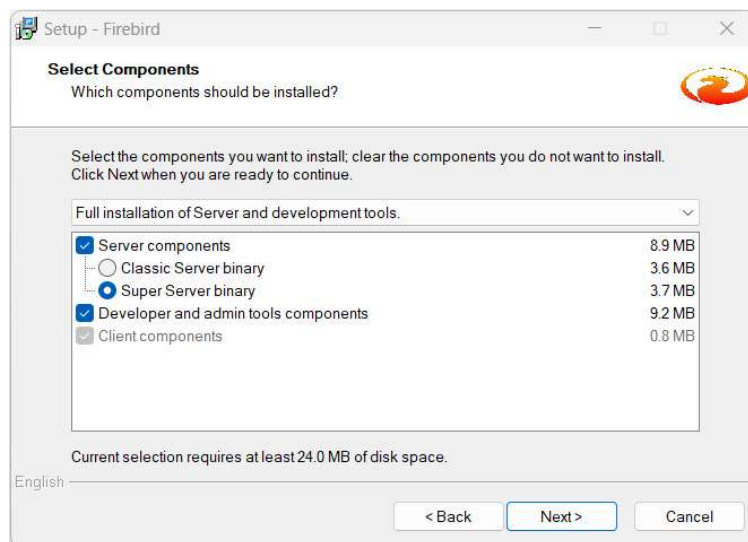 Setup - Firebird
Select Components
Which components should be installed?
Select the components you want to install; clear the components you do not want to install.
Click Next when you are ready to continue.
Full installation of Server and development tools.
Server components 8.9 MB
Classic Server binary 3.6 MB
Super Server binary 3.7 MB
Developer and admin tools components 9.2 MB
Client components 0.8 MB
Current selection requires at least 24.0 MB of disk space.
English
< Back Next > Cancel